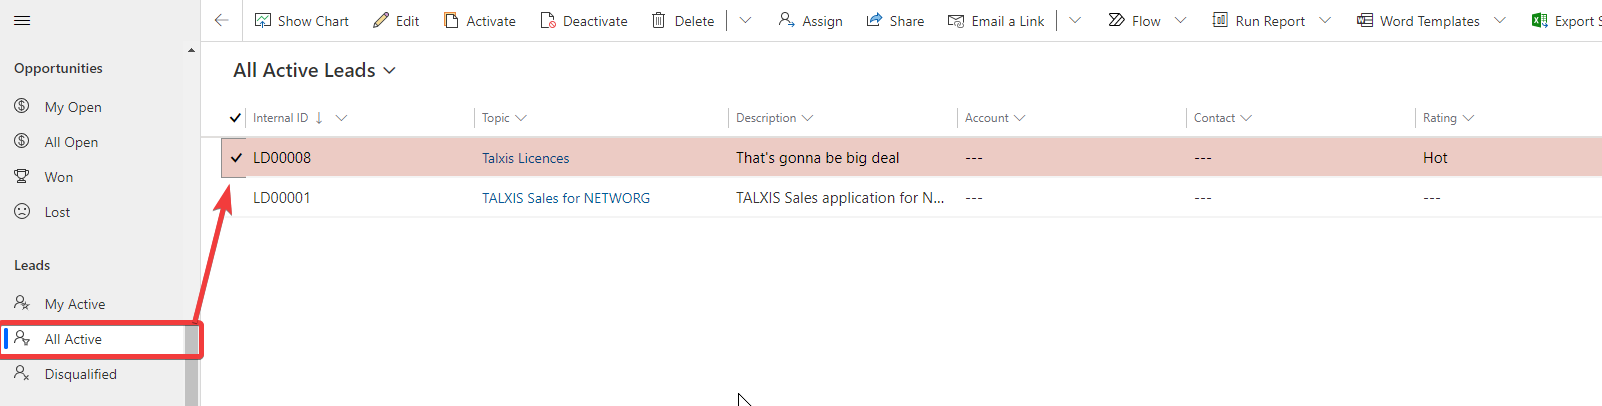 Show Chart Edit Activate Deactivate Delete Assign Share Email a Link Flow Run Report Word Templates Export S
Opportunities
My Open
All Open
Won
Lost
Leads
My Active
All Active
Disqualified
All Active Leads
Internal ID Topic Description Account Contact Rating
LD00008 Talxis Licences That's gonna be big deal --- --- Hot
LD00001 TALXIS Sales for NETWORG TALXIS Sales application for N... --- --- ---